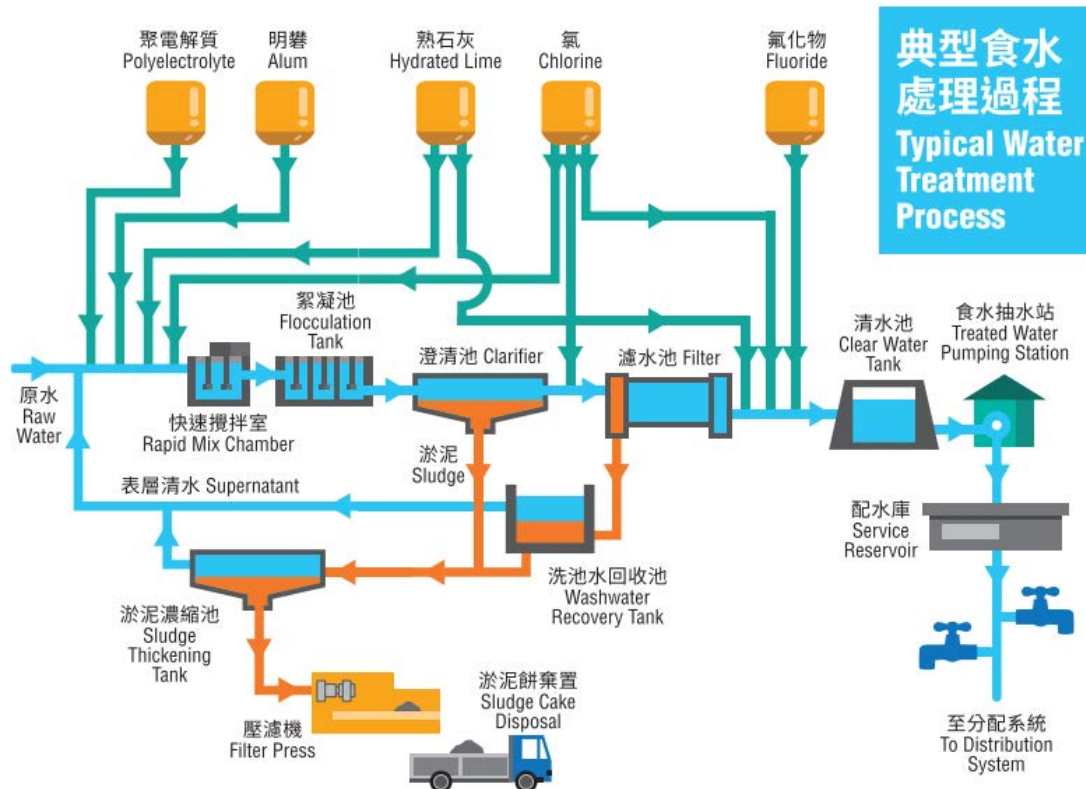 聚電解質
Polyelectrolyte
明礬
Alum
熟石灰
Hydrated Lime
氯
Chlorine
氟化物
Fluoride
典型食水
處理過程
Typical Water
Treatment
Process
絮凝池
Flocculation
Tank
澄清池 Clarifier
濾水池 Filter
清水池
Clear Water
Tank
食水抽水站
Treated Water
Pumping Station
原水
Raw
Water
快速攪拌室
Rapid Mix Chamber
淤泥
Sludge
表層清水 Supernatant
配水庫
Service
Reservoir
洗池水回收池
Washwater
Recovery Tank
淤泥濃縮池
Sludge
Thickening
Tank
淤泥餅棄置
Sludge Cake
Disposal
壓濾機
Filter Press
至分配系統
To Distribution
System